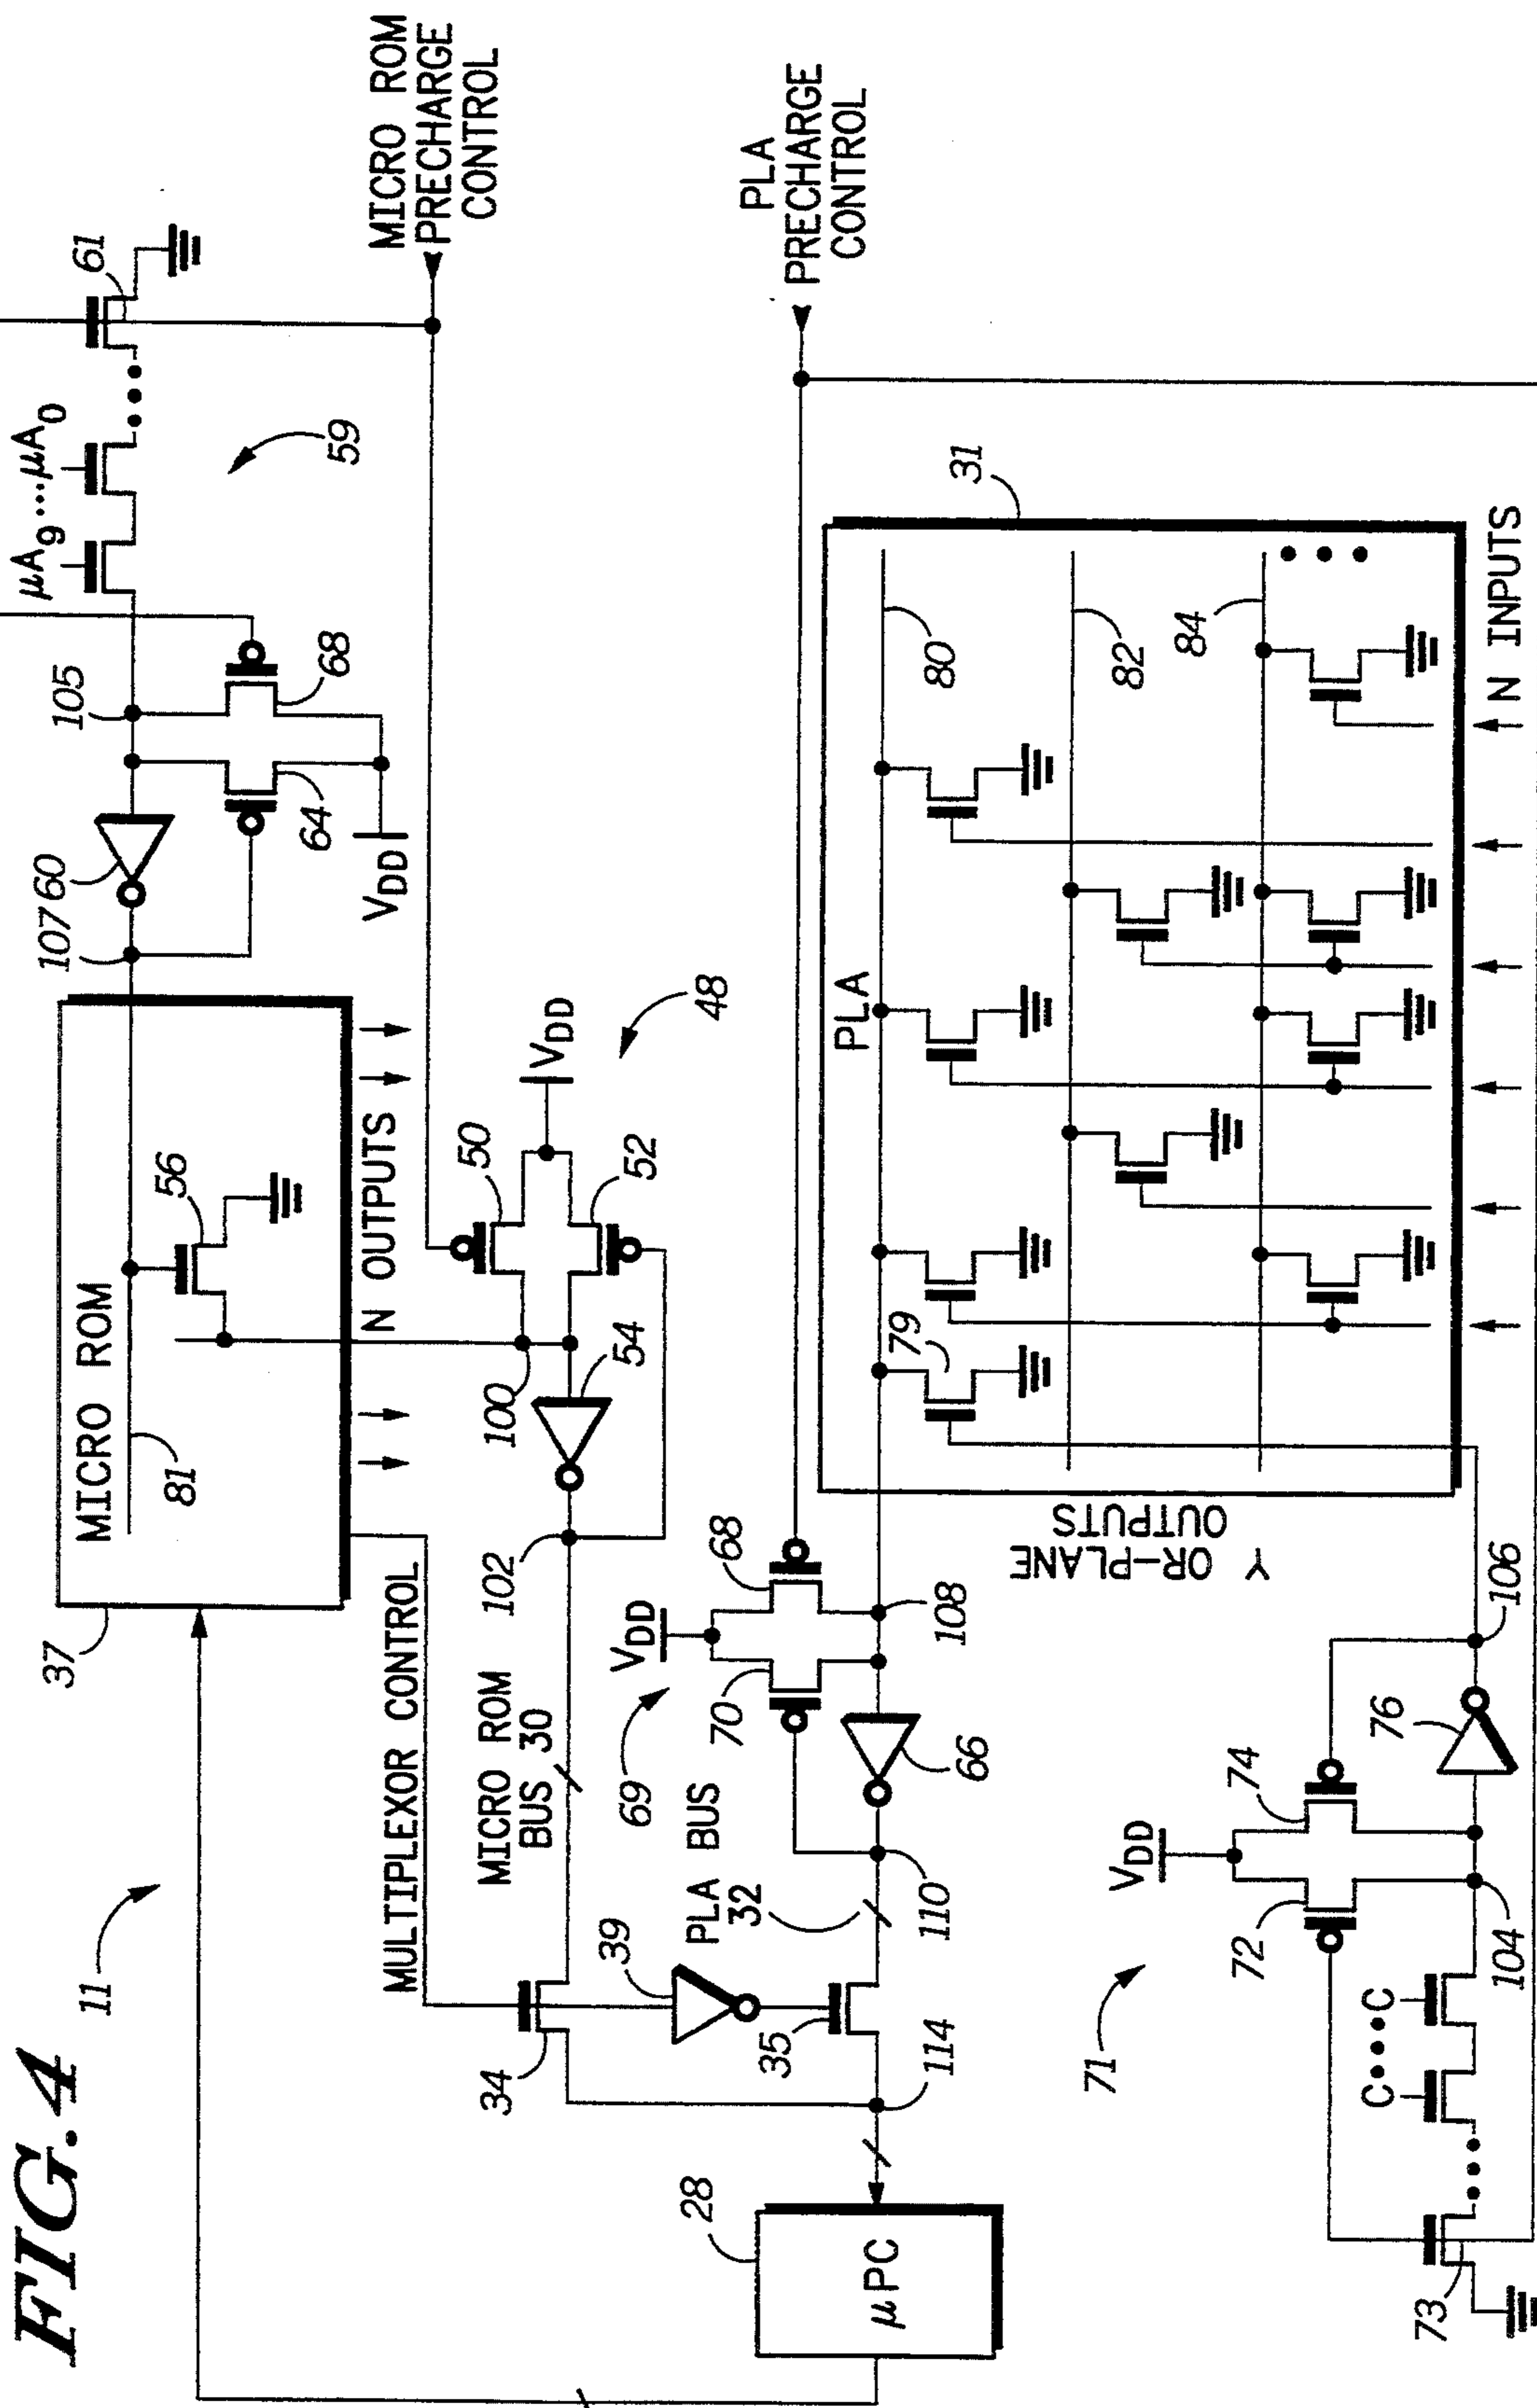 FIG. 4
11
37
MICRO ROM
81
56
107
60
105
64
68
VDD
μA9...μA0
59
61
MICRO ROM
PRECHARGE
CONTROL
MULTIPLEXOR CONTROL
N OUTPUTS
MICRO ROM
BUS 30
102
100
54
50
52
VDD
48
34
39
35
114
PLA BUS
32
110
69
VDD
70
68
66
108
PLA
PRECHARGE
CONTROL
28
μPC
PLA
31
79
80
82
84
Y OR-PLANE
OUTPUTS
N INPUTS
71
VDD
72
74
76
73
C...C
104
106